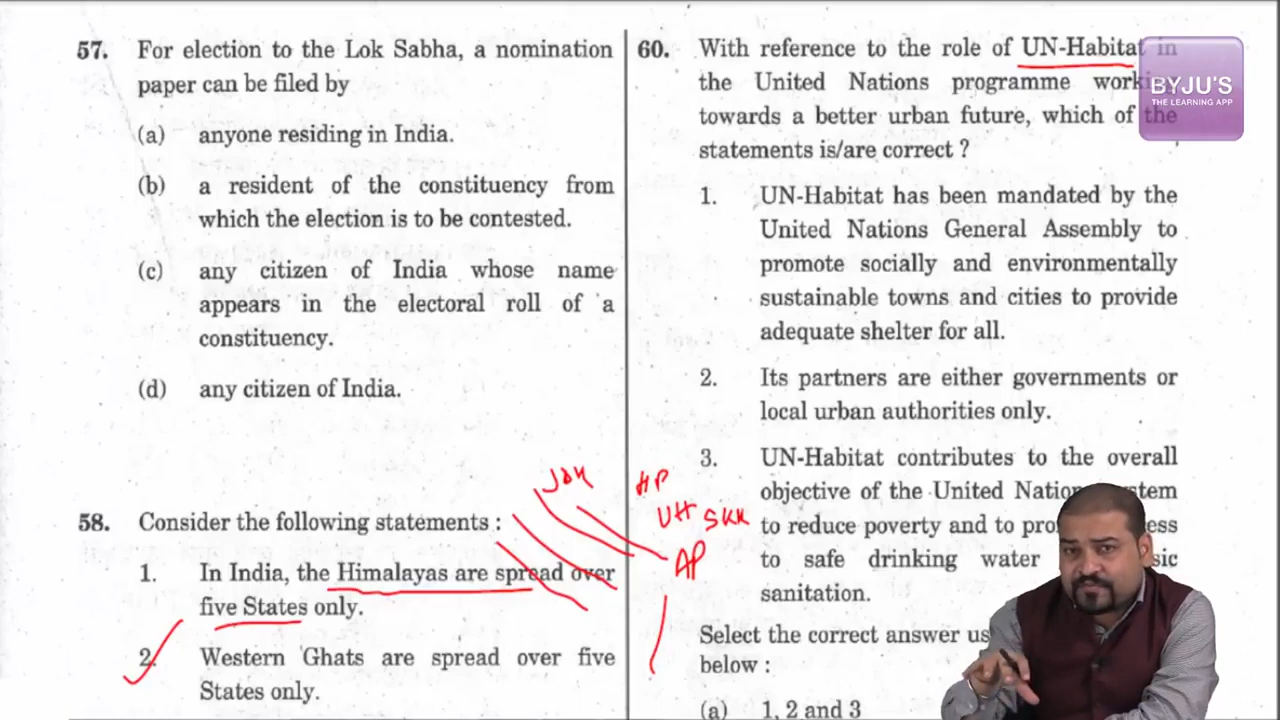 57. For election to the Lok Sabha, a nomination
paper can be filed by
(a) anyone residing in India.
(b) a resident of the constituency from
which the election is to be contested.
(c) any citizen of India whose name
appears in the electoral roll of a
constituency.
(d) any citizen of India.
58. Consider the following statements :
1. In India, the Himalayas are spread over
five States only.
2. Western Ghats are spread over five
States only.
J&K
HP
UH SKK
AP
60. With reference to the role of UN-Habitat in
the United Nations programme working
towards a better urban future, which of the
statements is/are correct ?
1. UN-Habitat has been mandated by the
United Nations General Assembly to
promote socially and environmentally
sustainable towns and cities to provide
adequate shelter for all.
2. Its partners are either governments or
local urban authorities only.
3. UN-Habitat contributes to the overall
objective of the United Nation
to reduce poverty and to
to safe drinking water
sanitation.
Select the correct answer
below :
(a) 1, 2 and 3
BYJU'S
THE LEARNING APP